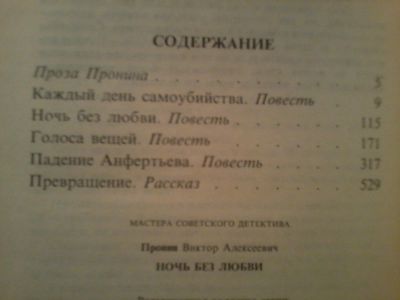 СОДЕРЖАНИЕ
Проза Пронина . . . . . . . . . 5
Каждый день самоубийства. Повесть . . 9
Ночь без любви. Повесть . . . . . 115
Голоса вещей. Повесть . . . . . . 171
Падение Анфертьева. Повесть . . . . 317
Превращение. Рассказ . . . . . . 529
МАСТЕРА СОВЕТСКОГО ДЕТЕКТИВА
Пронин Виктор Алексеевич
НОЧЬ БЕЗ ЛЮБВИ